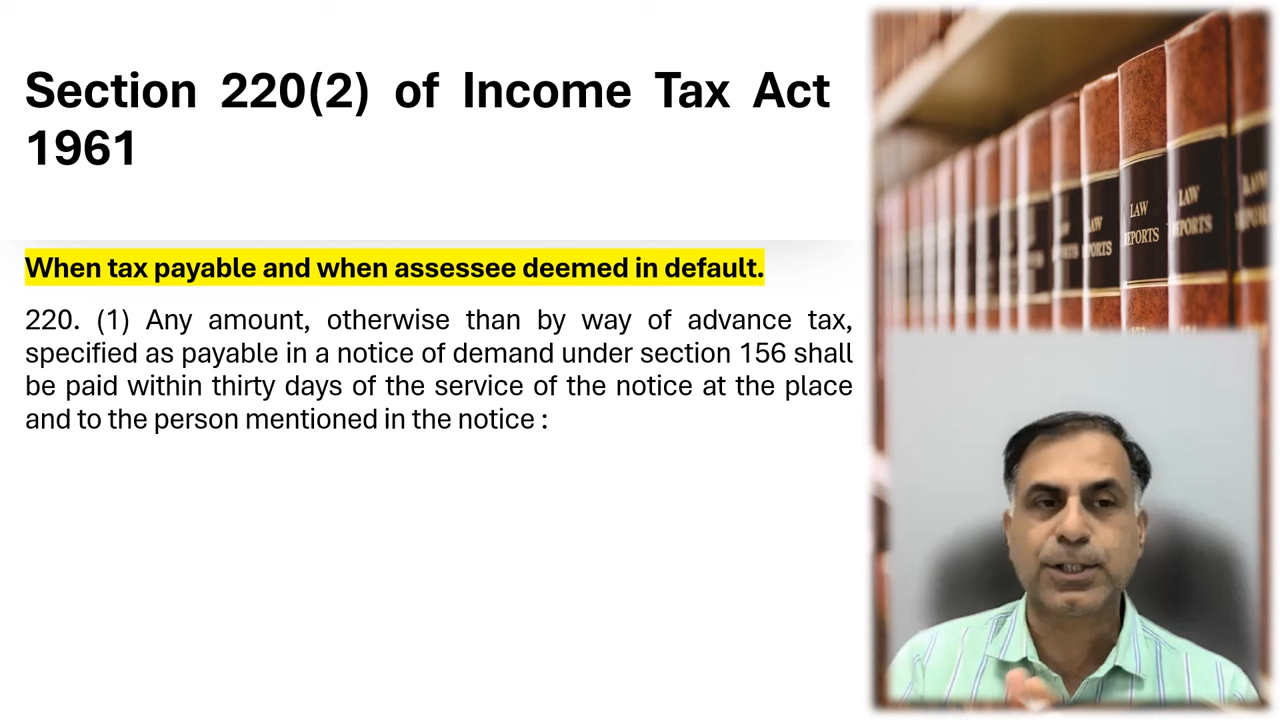 Section 220(2) of Income Tax Act
1961
When tax payable and when assessee deemed in default.
220. (1) Any amount, otherwise than by way of advance tax,
specified as payable in a notice of demand under section 156 shall
be paid within thirty days of the service of the notice at the place
and to the person mentioned in the notice :
LAW
REPORTS
LAW
REPORTS
LAW
REPORTS